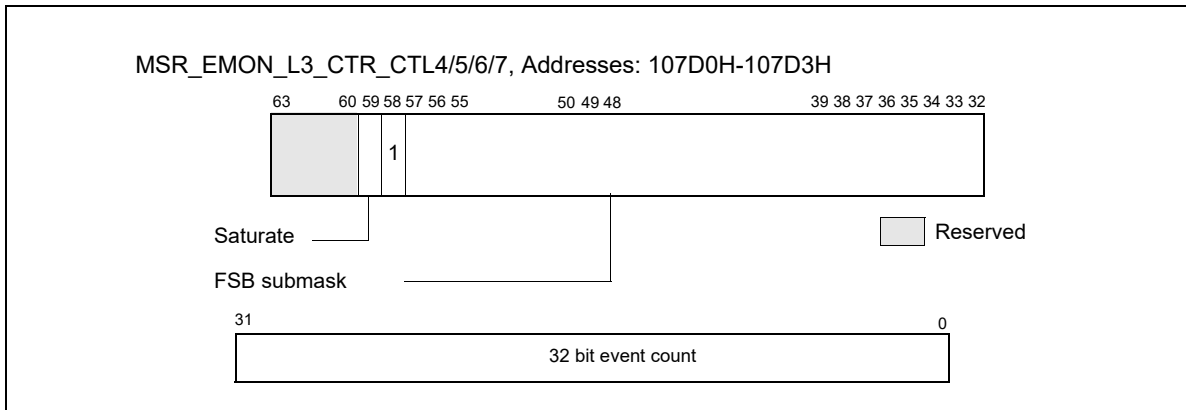 MSR_EMON_L3_CTR_CTL4/5/6/7, Addresses: 107D0H-107D3H
63 60 59 58 57 56 55 50 49 48 39 38 37 36 35 34 33 32
1
Saturate
Reserved
FSB submask
31 0
32 bit event count